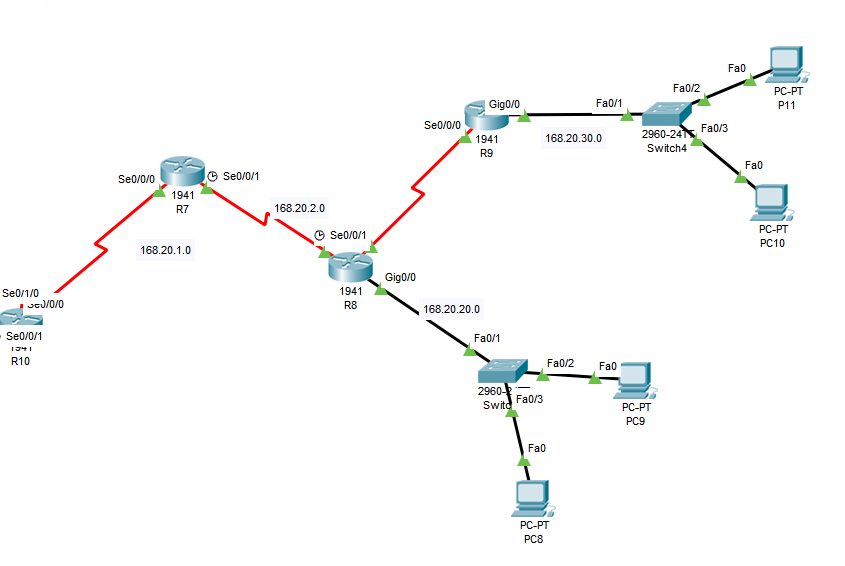 Fa0
PC-PT
P11
Fa0/2
Gig0/0
Fa0/1
Se0/0/0
1941
R9
168.20.30.0
2960-24TT
Switch4
Fa0/3
Fa0
PC-PT
PC10
Se0/0/0
Se0/0/1
1941
R7
168.20.2.0
168.20.1.0
Se0/0/1
1941
R8
Gig0/0
168.20.20.0
Se0/1/0
Se0/0/0
Se0/0/1
1941
R10
Fa0/1
Fa0/2
Fa0
2960-2
Switc
Fa0/3
PC-PT
PC9
Fa0
PC-PT
PC8